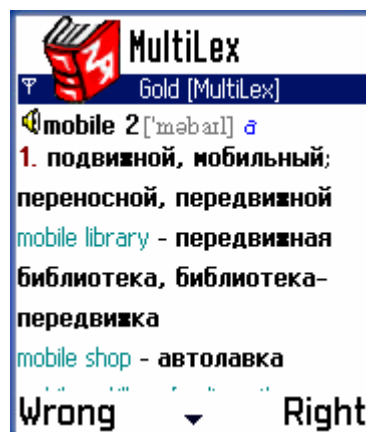 MultiLex
Gold [MultiLex]
mobile 2 ['məbaıl] a
1. подвижной, мобильный;
переносной, передвижной
mobile library - передвижная
библиотека, библиотека-
передвижка
mobile shop - автолавка
Wrong Right